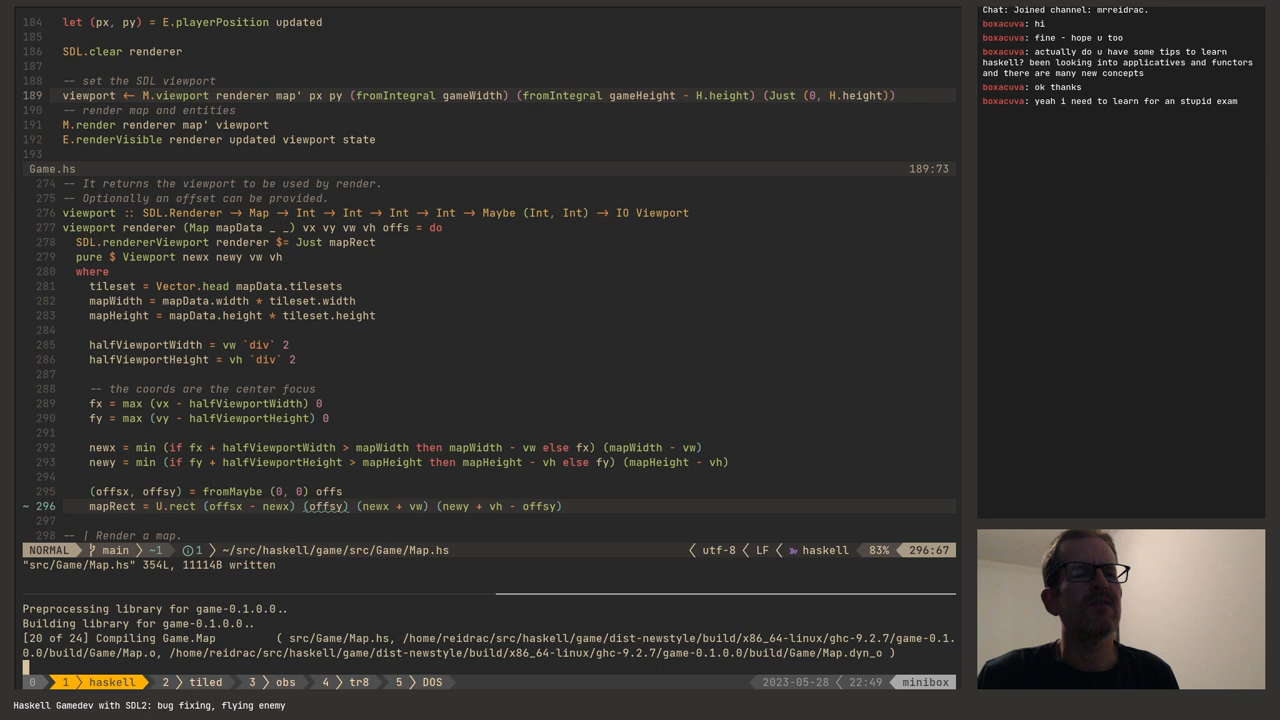 184 let (px, py) = E.playerPosition updated
185
186 SDL.clear renderer
187
188 -- set the SDL viewport
189 viewport <- M.viewport renderer map' px py (fromIntegral gameWidth) (fromIntegral gameHeight - H.height) (Just (0, H.height))
190 -- render map and entities
191 M.render renderer map' viewport
192 E.renderVisible renderer updated viewport state
193
Game.hs 189:73
274 -- It returns the viewport to be used by render.
275 -- Optionally an offset can be provided.
276 viewport :: SDL.Renderer -> Map -> Int -> Int -> Int -> Int -> Maybe (Int, Int) -> IO Viewport
277 viewport renderer (Map mapData _ _) vx vy vw vh offs = do
278 SDL.rendererViewport renderer $= Just mapRect
279 pure $ Viewport newx newy vw vh
280 where
281 tileset = Vector.head mapData.tilesets
282 mapWidth = mapData.width * tileset.width
283 mapHeight = mapData.height * tileset.height
284
285 halfViewportWidth = vw `div` 2
286 halfViewportHeight = vh `div` 2
287
288 -- the coords are the center focus
289 fx = max (vx - halfViewportWidth) 0
290 fy = max (vy - halfViewportHeight) 0
291
292 newx = min (if fx + halfViewportWidth > mapWidth then mapWidth - vw else fx) (mapWidth - vw)
293 newy = min (if fy + halfViewportHeight > mapHeight then mapHeight - vh else fy) (mapHeight - vh)
294
295 (offsx, offsy) = fromMaybe (0, 0) offs
~ 296 mapRect = U.rect (offsx - newx) (offsy) (newx + vw) (newy + vh - offsy)
297
298 -- | Render a map.
NORMAL main ~1 1 ~/src/haskell/game/src/Game/Map.hs utf-8 LF haskell 83% 296:67
"src/Game/Map.hs" 354L, 11114B written
Preprocessing library for game-0.1.0.0..
Building library for game-0.1.0.0..
[20 of 24] Compiling Game.Map ( src/Game/Map.hs, /home/reidrac/src/haskell/game/dist-newstyle/build/x86_64-linux/ghc-9.2.7/game-0.1.
0.0/build/Game/Map.o, /home/reidrac/src/haskell/game/dist-newstyle/build/x86_64-linux/ghc-9.2.7/game-0.1.0.0/build/Game/Map.dyn_o )
0 1 haskell 2 tiled 3 obs 4 tr8 5 DOS 2023-05-28 22:49 minibox
Haskell Gamedev with SDL2: bug fixing, flying enemy
Chat: Joined channel: mrreidrac.
boxacuva: hi
boxacuva: fine - hope u too
boxacuva: actually do u have some tips to learn
haskell? been looking into applicatives and functors
and there are many new concepts
boxacuva: ok thanks
boxacuva: yeah i need to learn for an stupid exam